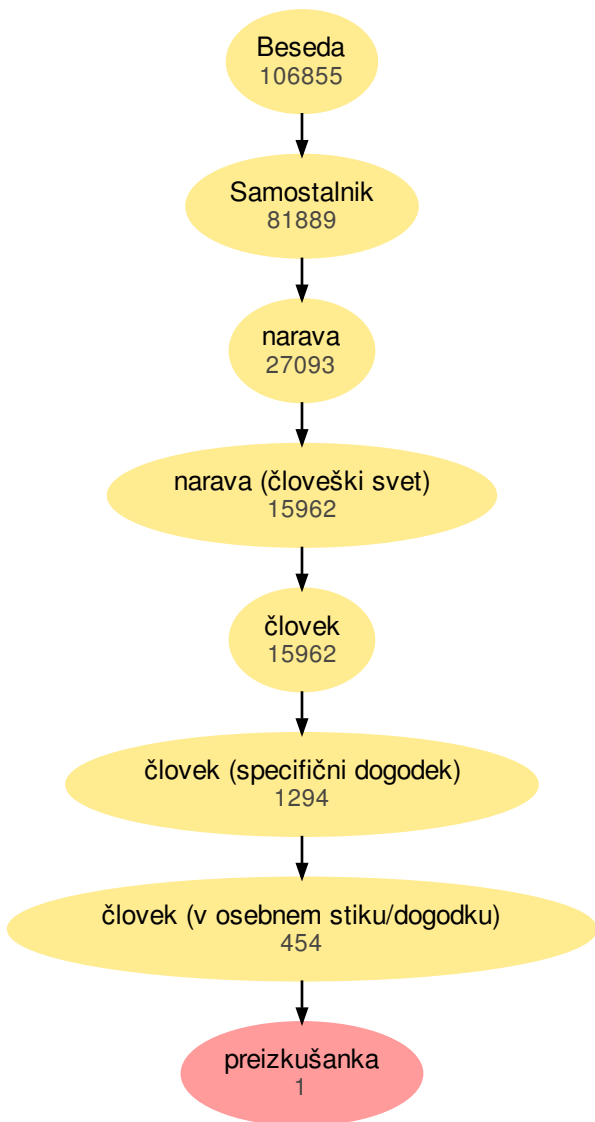 Beseda
106855
Samostalnik
81889
narava
27093
narava (človeški svet)
15962
človek
15962
človek (specifični dogodek)
1294
človek (v osebnem stiku/dogodku)
454
preizkušanka
1